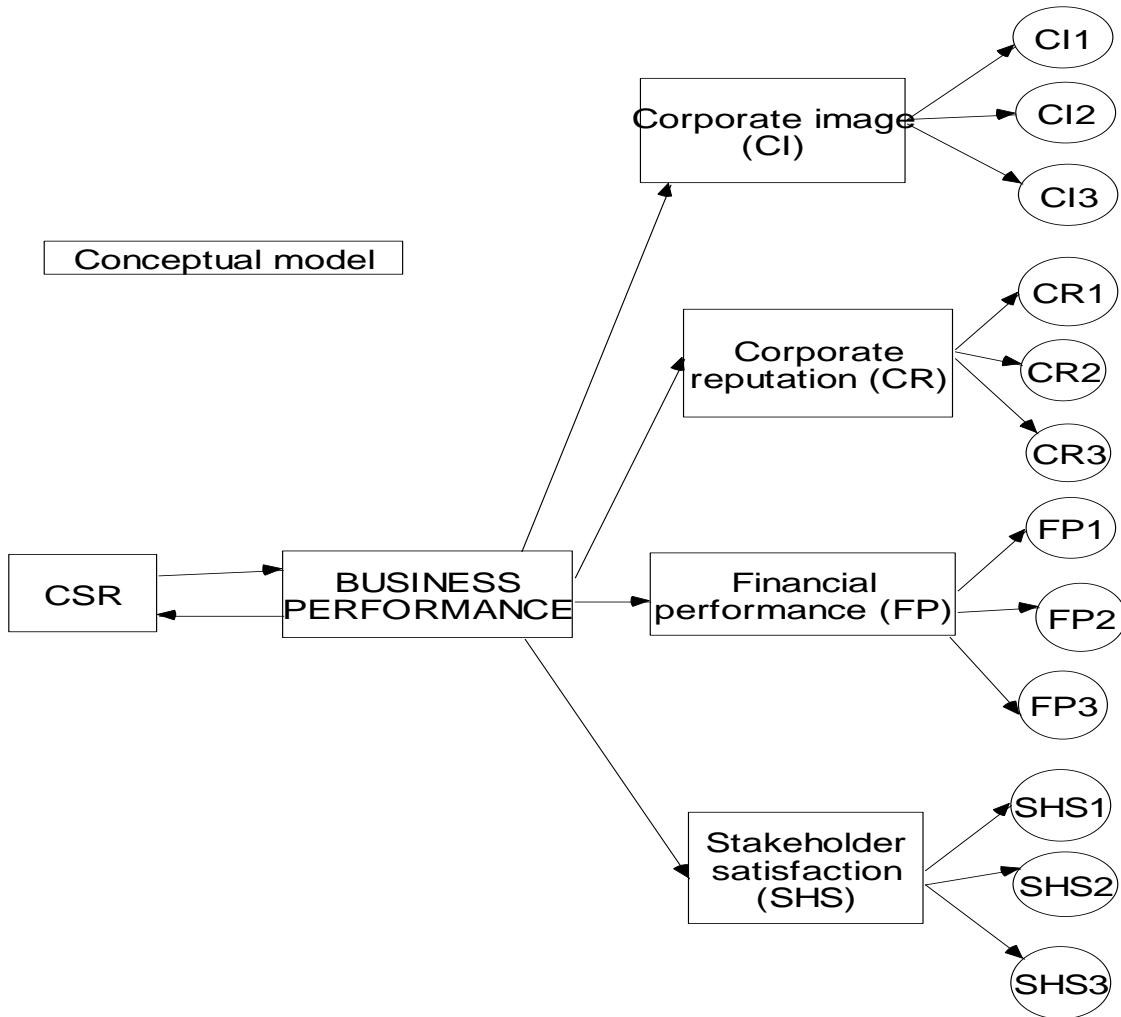 CI1
Corporate image
(CI)
CI2
CI3
Conceptual model
CR1
Corporate
reputation (CR)
CR2
CR3
FP1
CSR
BUSINESS
PERFORMANCE
Financial
performance (FP)
FP2
FP3
SHS1
Stakeholder
satisfaction
(SHS)
SHS2
SHS3